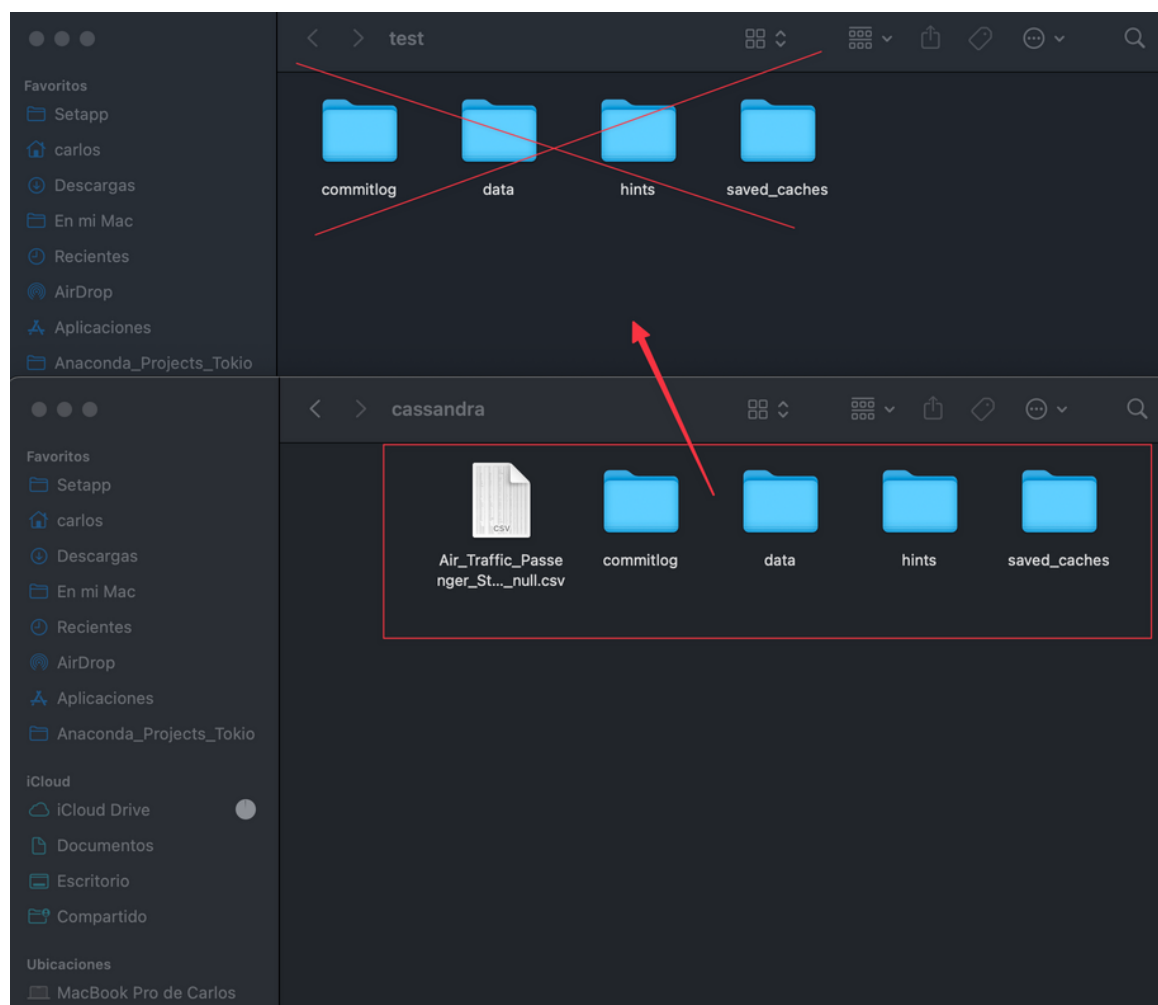 test
Favoritos
Setapp
carlos
Descargas
En mi Mac
Recientes
AirDrop
Aplicaciones
Anaconda_Projects_Tokio
commitlog
data
hints
saved_caches
cassandra
Favoritos
Setapp
carlos
Descargas
En mi Mac
Recientes
AirDrop
Aplicaciones
Anaconda_Projects_Tokio
iCloud
iCloud Drive
Documentos
Escritorio
Compartido
Ubicaciones
MacBook Pro de Carlos
CSV
Air_Traffic_Passe
nger_St..._null.csv
commitlog
data
hints
saved_caches